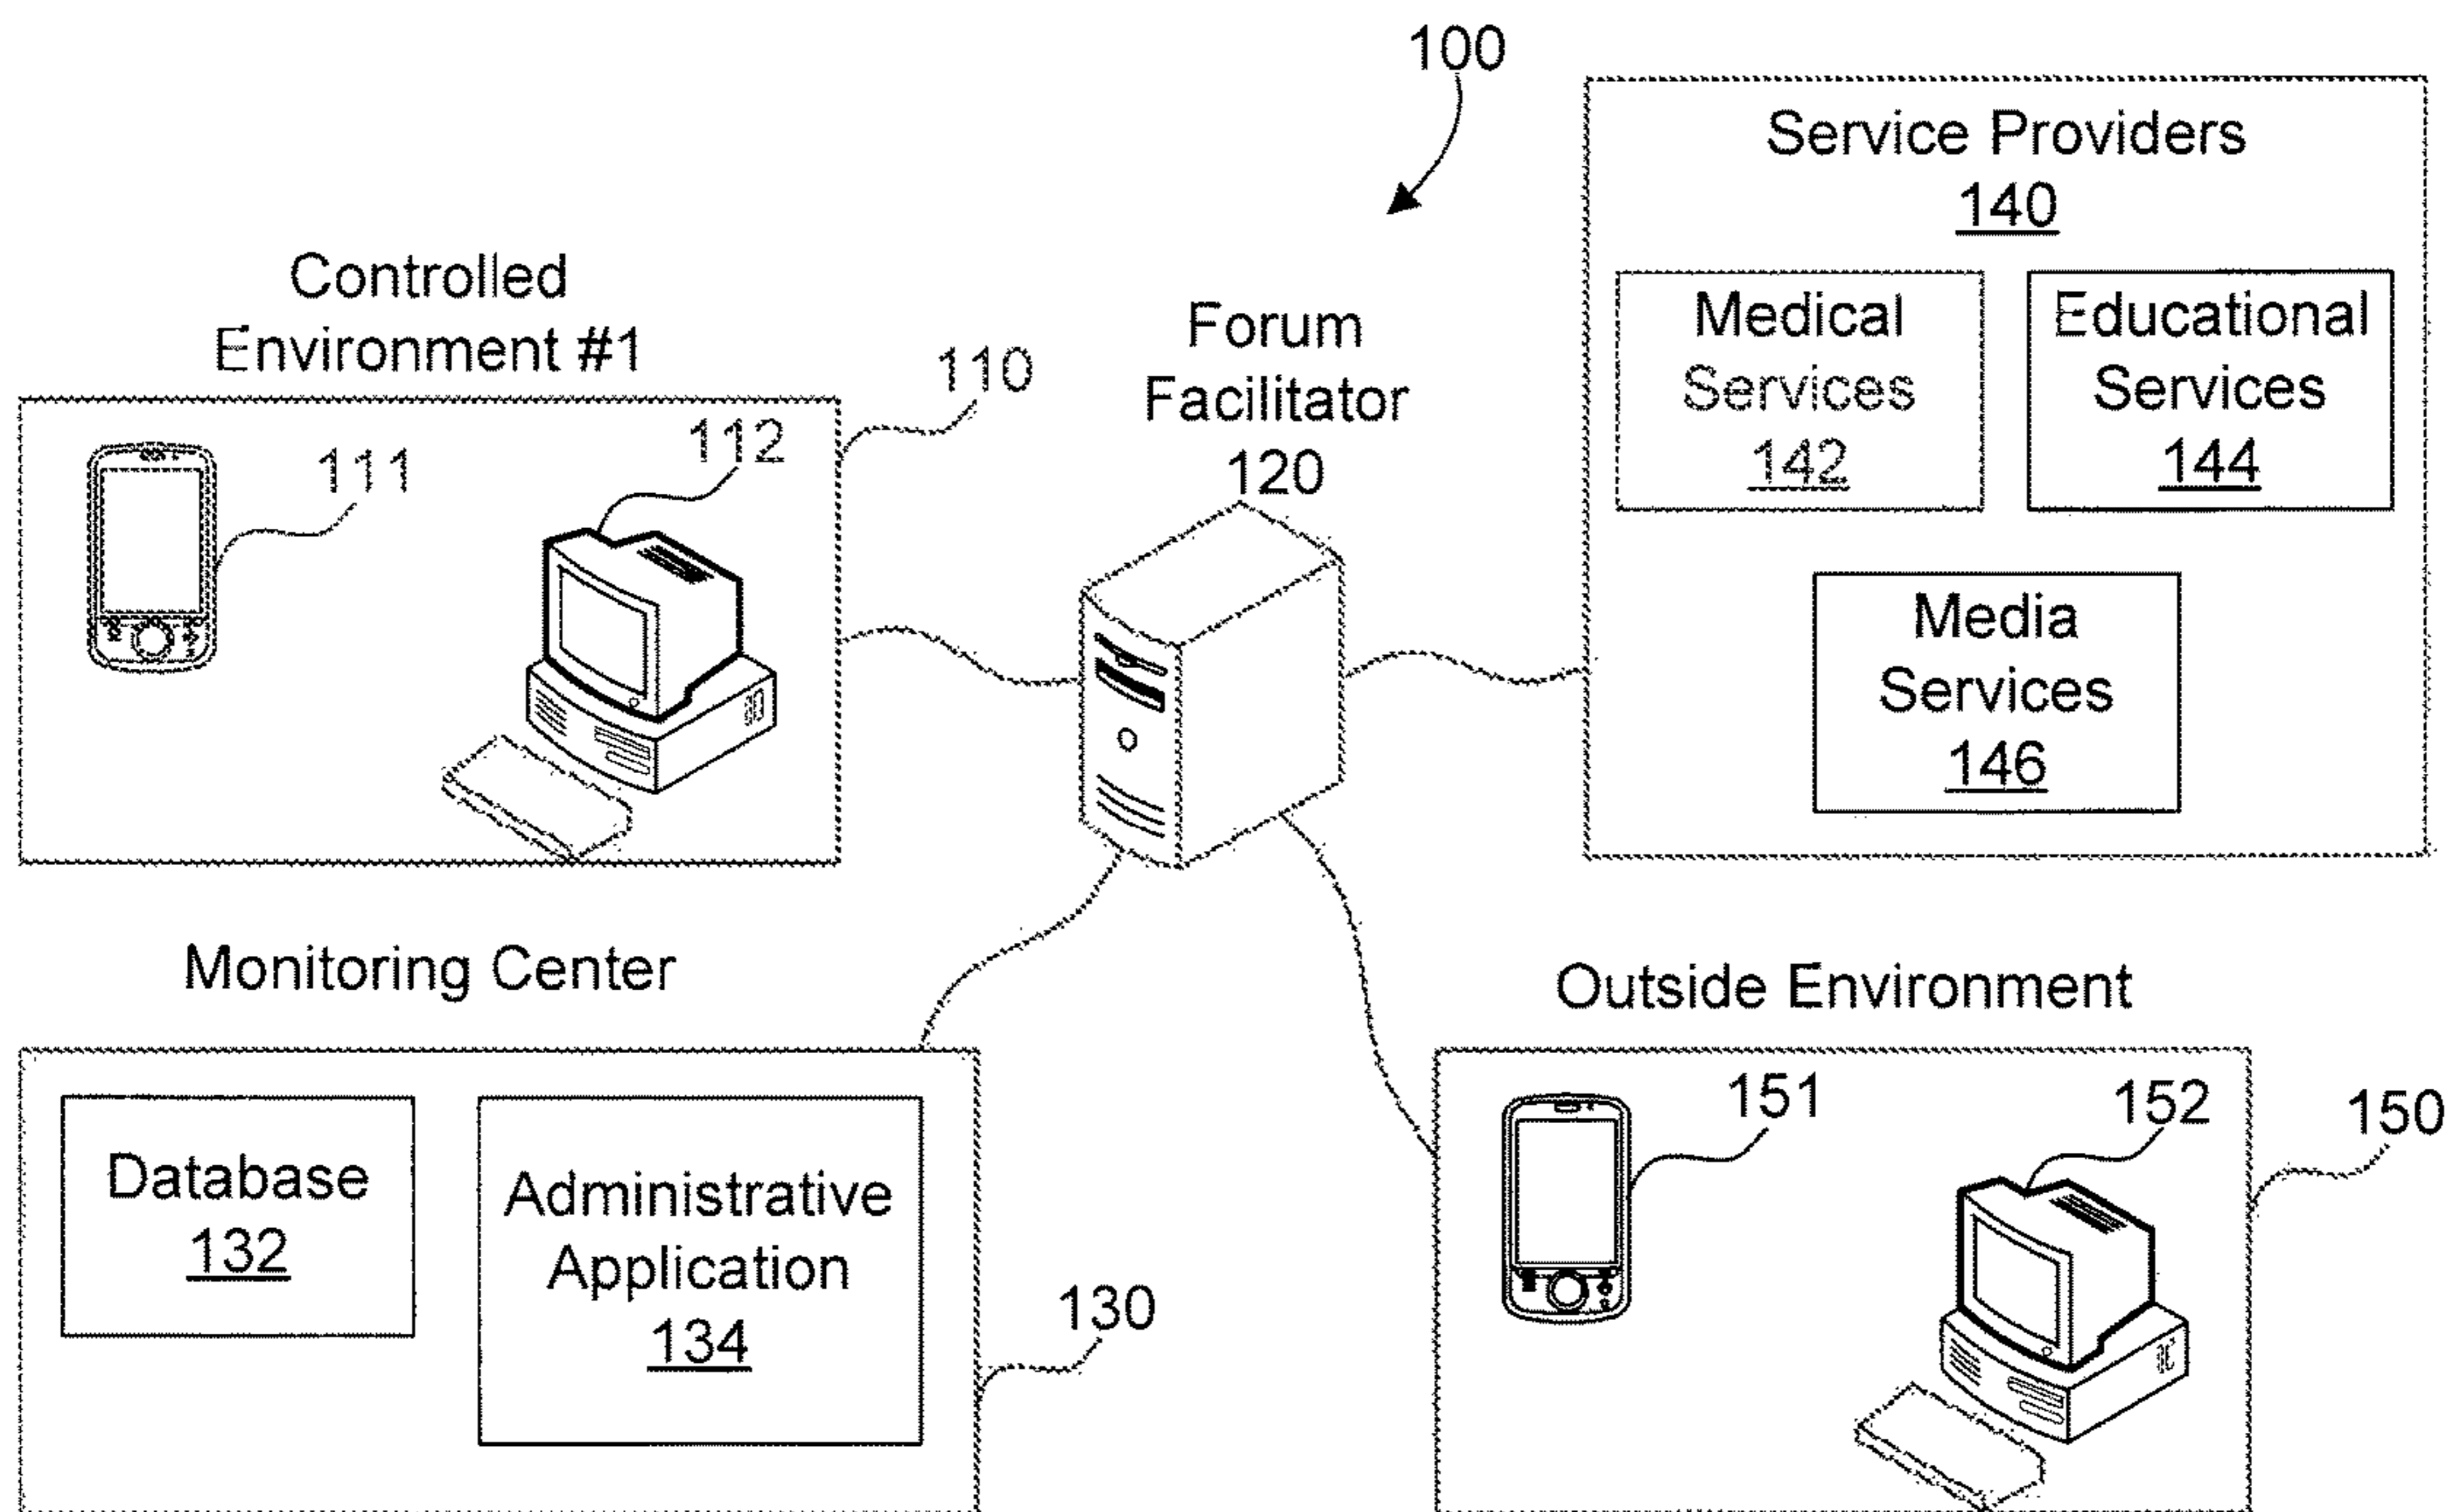 100
Service Providers
140
Medical
Services
142
Educational
Services
144
Media
Services
146
Controlled
Environment #1
110
111
112
Forum
Facilitator
120
Monitoring Center
Database
132
Administrative
Application
134
130
Outside Environment
151
152
150